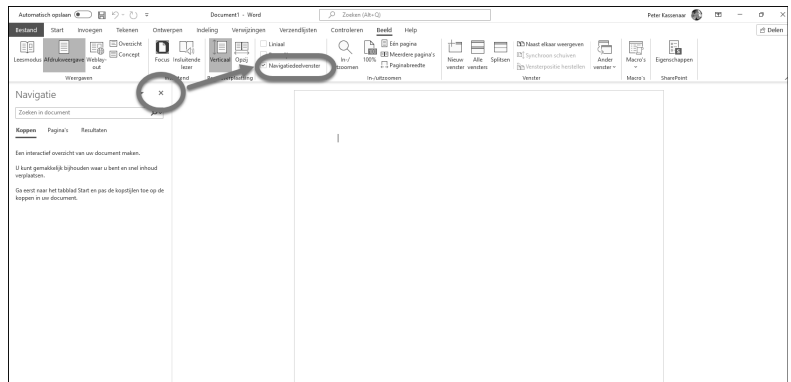 Automatisch opslaan
Document1 - Word
Zoeken (Alt+Q)
Peter Kassenaar
Bestand Start Invoegen Tekenen Ontwerpen Indeling Verwijzingen Verzendlijsten Controleren Beeld Help
Delen
Leesmodus
Afdrukweergave
Weblay-
out
Overzicht
Concept
Weergaven
Focus
Insluitende
lezer
Verticaal
Opzij
Liniaal
Navigatiedeelvenster
In-/
100%
Eén pagina
Meerdere pagina's
Paginabreedte
In-/uitzoomen
Nieuw
venster
Alle
vensters
Splitsen
Naast elkaar weergeven
Synchroon schuiven
Vensterpositie herstellen
Ander
venster
Venster
Macro's
Macro's
Eigenschappen
SharePoint
Navigatie
Zoeken in document
Koppen Pagina's Resultaten
Een interactief overzicht van uw document maken.
U kunt gemakkelijk bijhouden waar u bent en snel inhoud
verplaatsen.
Ga eerst naar het tabblad Start en pas de kopstijlen toe op de
koppen in uw document.